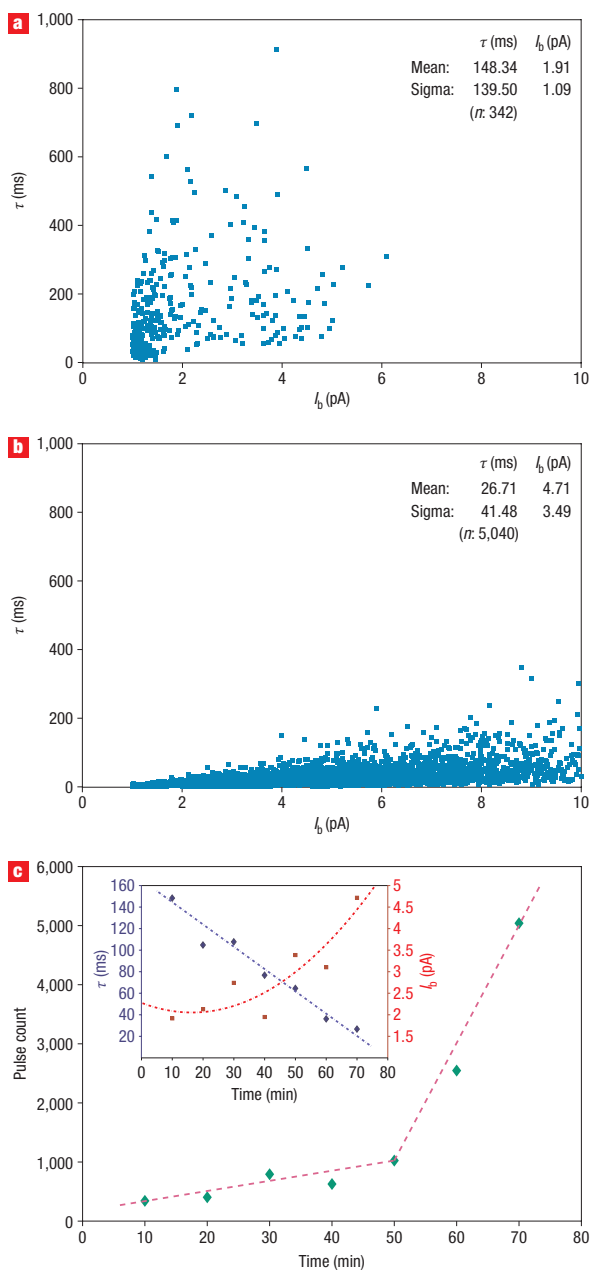 a
1,000
800
600
400
200
0
τ (ms)
τ (ms) Ib (pA)
Mean: 148.34 1.91
Sigma: 139.50 1.09
(n: 342)
0 2 4 6 8 10
Ib (pA)
b
1,000
800
600
400
200
0
τ (ms)
τ (ms) Ib (pA)
Mean: 26.71 4.71
Sigma: 41.48 3.49
(n: 5,040)
0 2 4 6 8 10
Ib (pA)
c
6,000
5,000
4,000
3,000
2,000
1,000
0
Pulse count
160
140
120
100
80
60
40
20
τ (ms)
5
4.5
4
3.5
3
2.5
2
1.5
Ib (pA)
0 10 20 30 40 50 60 70 80
Time (min)
0 10 20 30 40 50 60 70 80
Time (min)